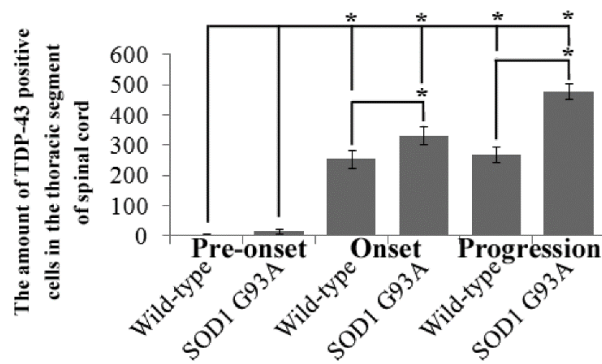 * * * *
* *
The amount of TDP-43 positive
cells in the thoracic segment
of spinal cord
600
500
400
300
200
100
0
Pre-onset Onset Progression
Wild-type
SOD1 G93A
Wild-type
SOD1 G93A
Wild-type
SOD1 G93A